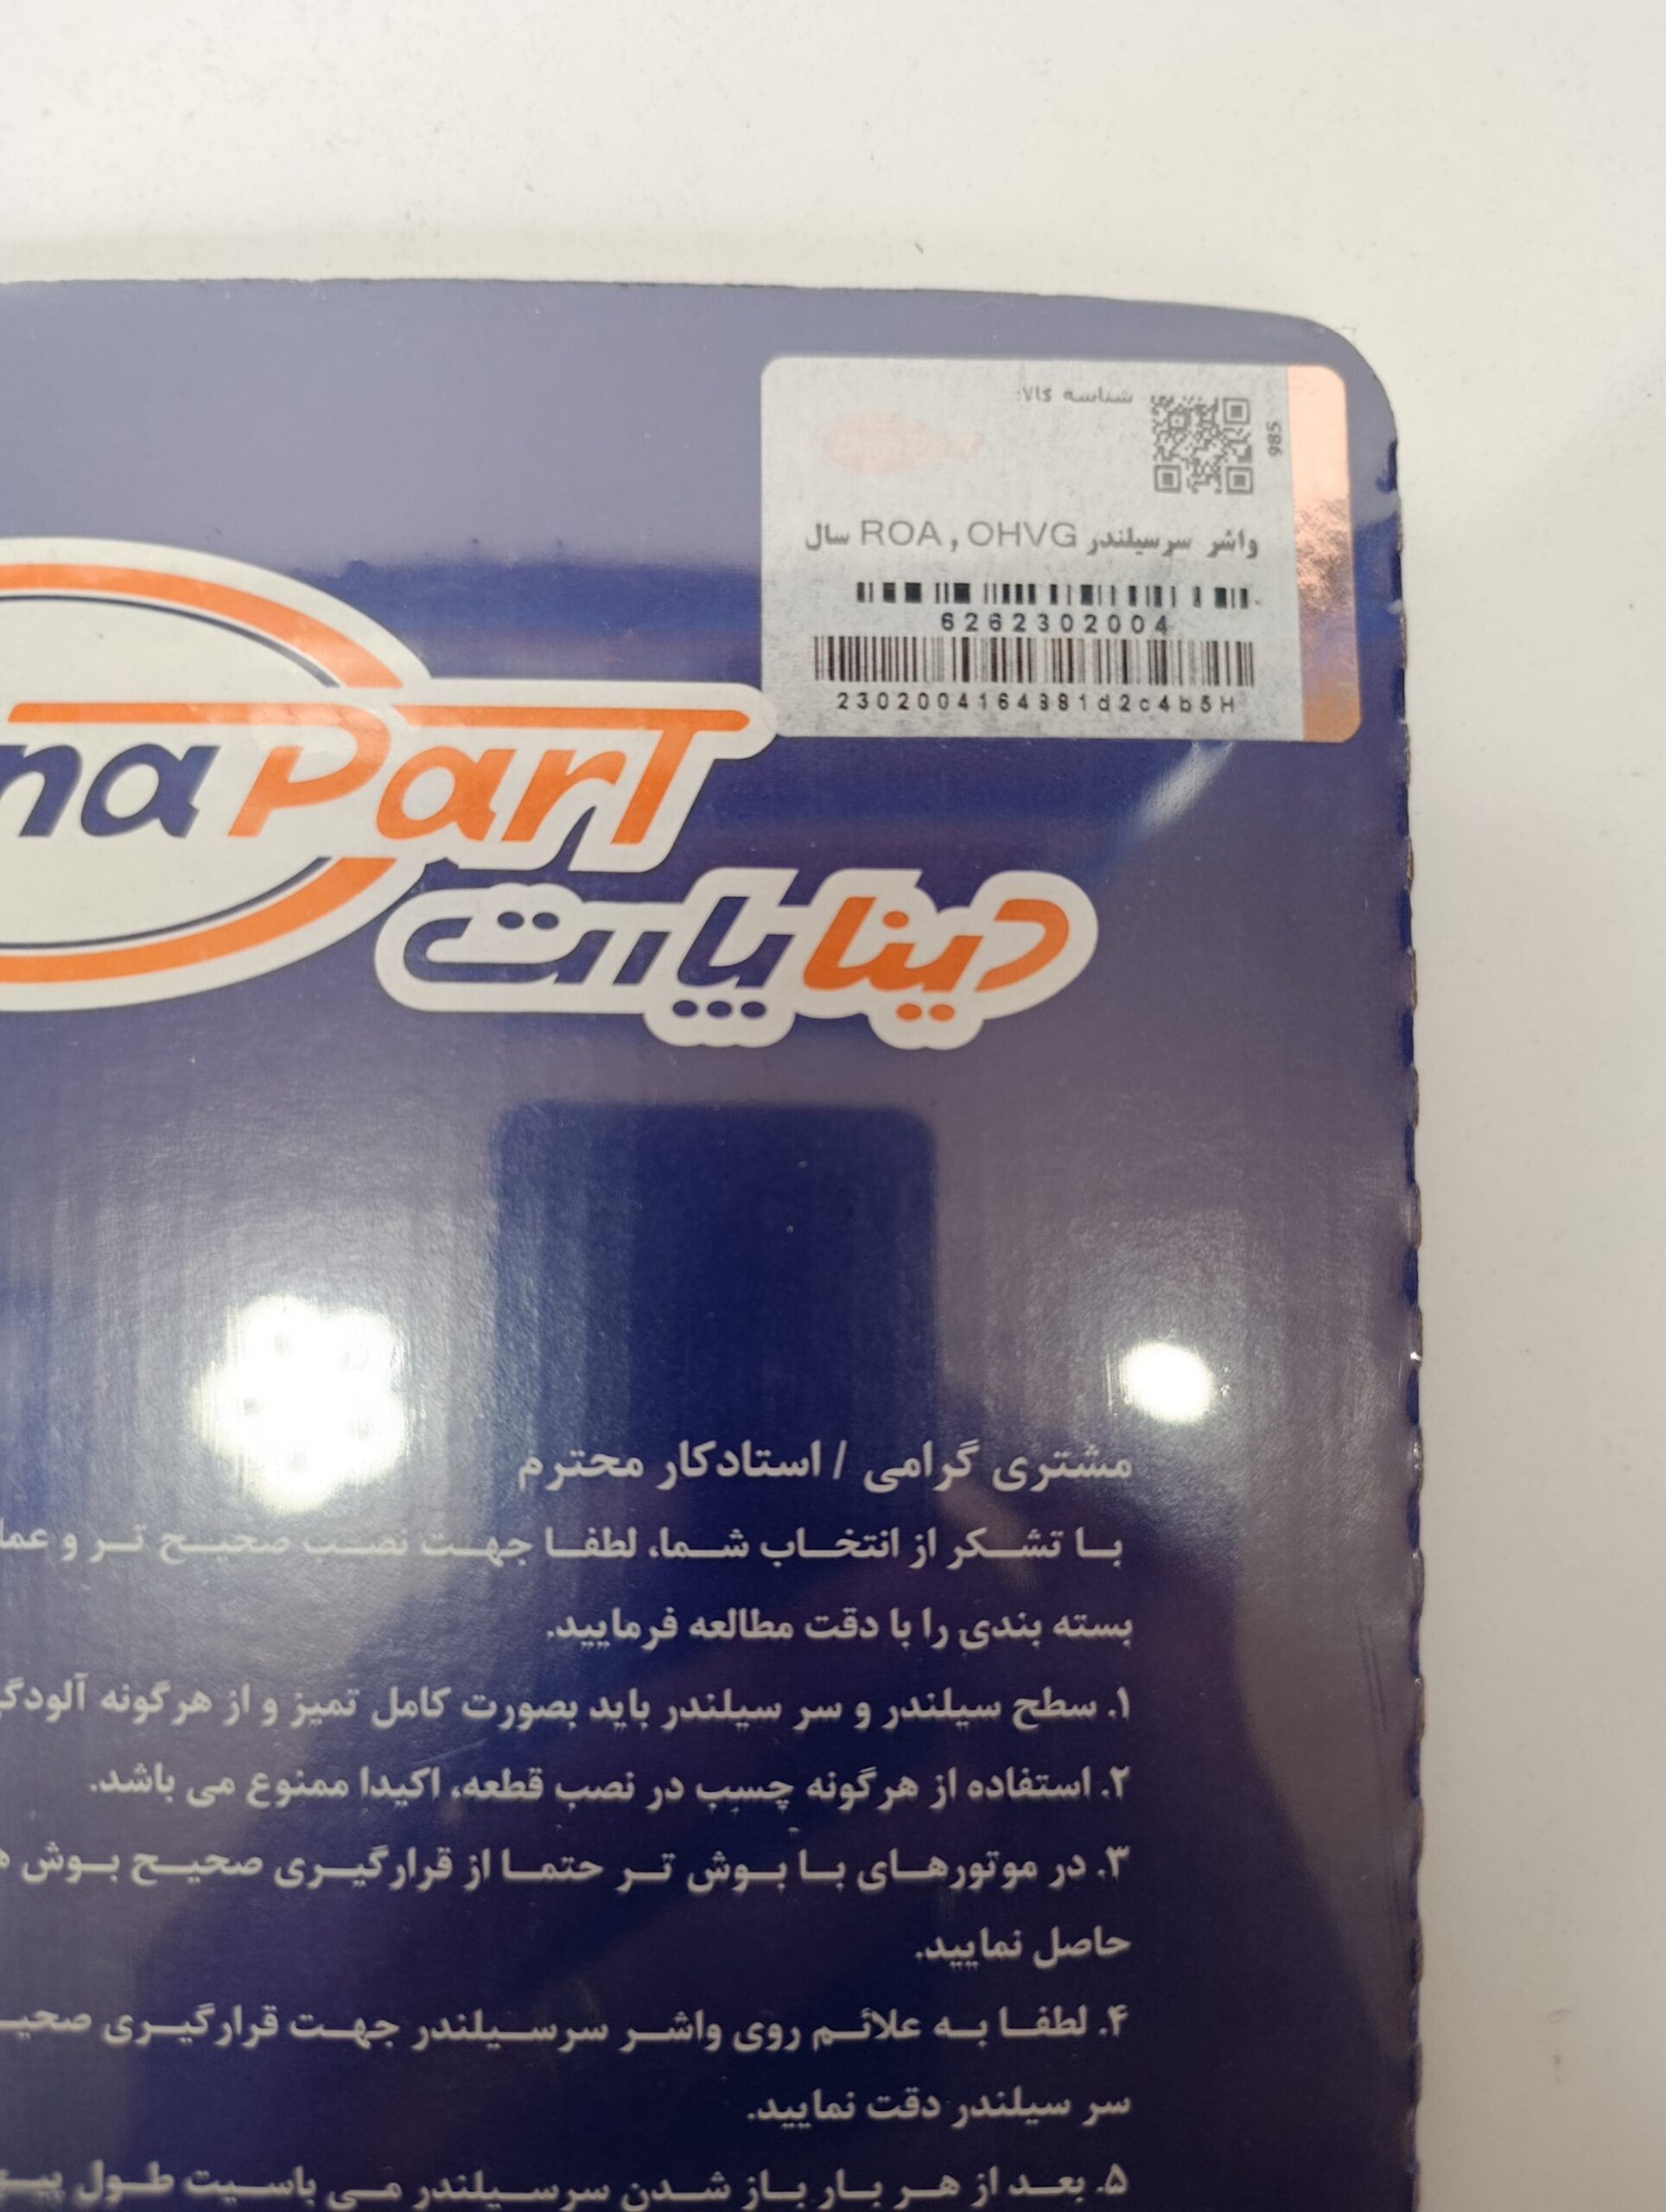 شناسه کالا:
985
واشر سرسیلندر ROA , OHVG سال
6262302004
2302004164381d2c4b5H
na Part
دینا پارت
مشتری گرامی / استادکار محترم
با تشکر از انتخاب شما، لطفا جهت نصب صحیح تر و
بسته بندی را با دقت مطالعه فرمایید.
۱. سطح سیلندر و سر سیلندر باید بصورت کامل تمیز و از هرگونه
۲. استفاده از هرگونه چسب در نصب قطعه، اکیدا ممنوع می باشد.
۳. در موتورهای با بوش تر حتما از قرارگیری صحیح بوش
حاصل نمایید.
۴. لطفا به علائم روی واشر سرسیلندر جهت قرارگیری
سر سیلندر دقت نمایید.
۵. بعد از هر بار باز شدن سرسیلندر می باسیت طول